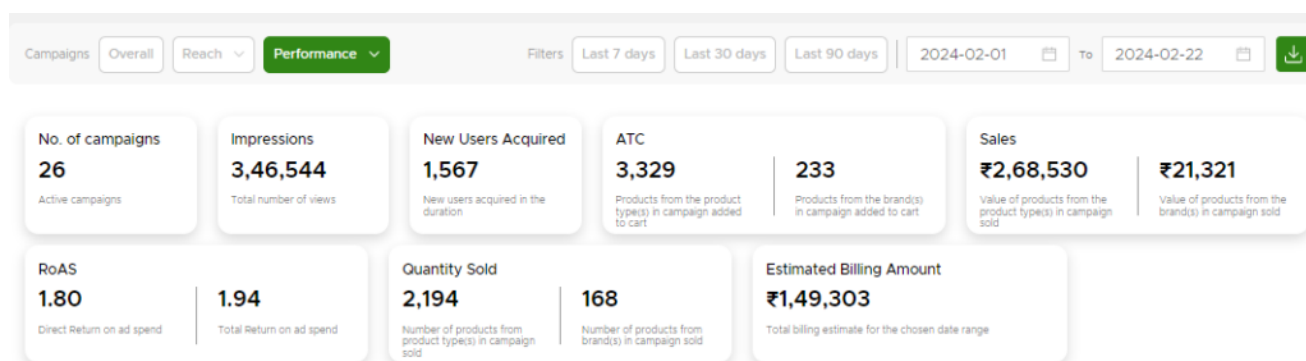 Campaigns Overall Reach Performance Filters Last 7 days Last 30 days Last 90 days 2024-02-01 To 2024-02-22
No. of campaigns
26
Active campaigns
Impressions
3,46,544
Total number of views
New Users Acquired
1,567
New users acquired in the
duration
ATC
3,329
Products from the product
type(s) in campaign added
to cart
233
Products from the brand(s)
in campaign added to cart
Sales
₹2,68,530
Value of products from the
product type(s) in campaign
sold
₹21,321
Value of products from the
brand(s) in campaign sold
RoAS
1.80
Direct Return on ad spend
1.94
Total Return on ad spend
Quantity Sold
2,194
Number of products from
product type(s) in campaign
sold
168
Number of products from
brand(s) in campaign sold
Estimated Billing Amount
₹1,49,303
Total billing estimate for the chosen date range